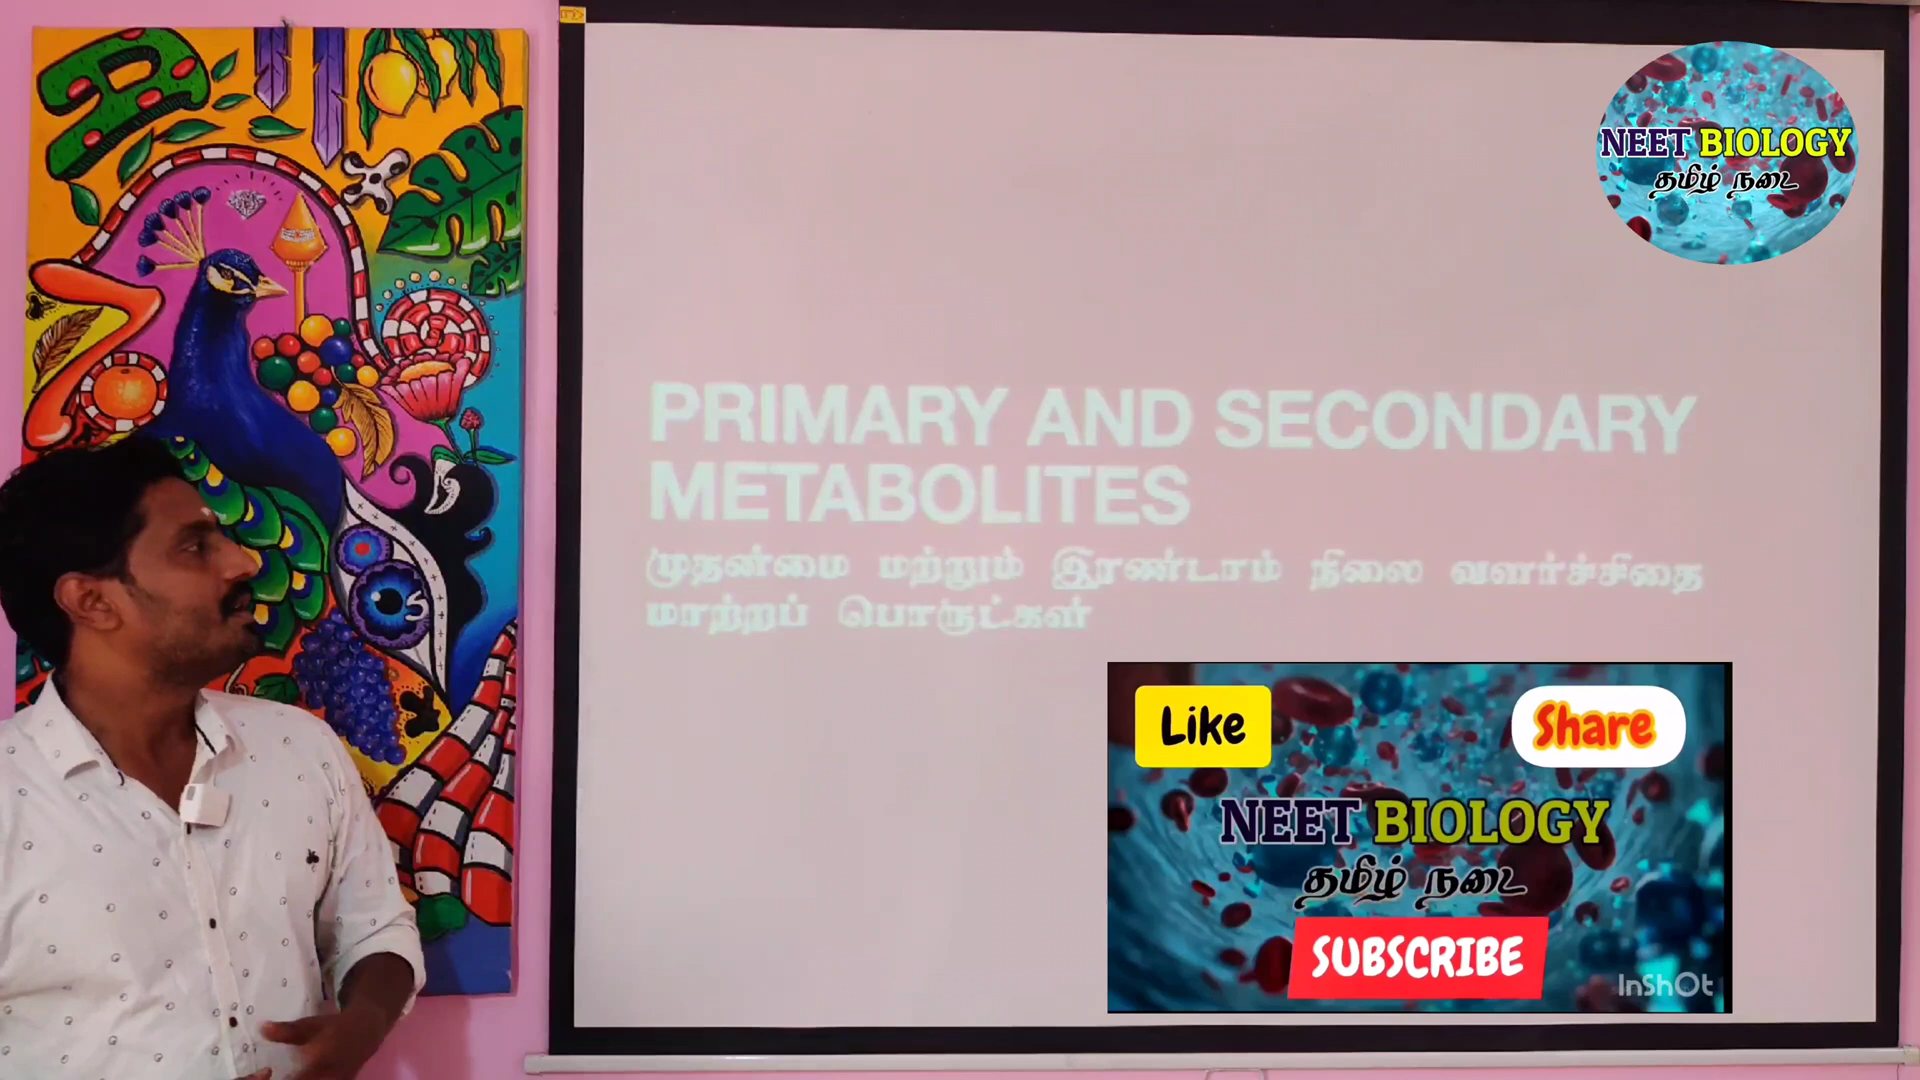 NEET BIOLOGY
தமிழ் நடை
PRIMARY AND SECONDARY
METABOLITES
முதன்மை மற்றும் இரண்டாம் நிலை வளர்ச்சிதை
மாற்றப் பொருட்கள்
Like
Share
NEET BIOLOGY
தமிழ் நடை
SUBSCRIBE
InShOt